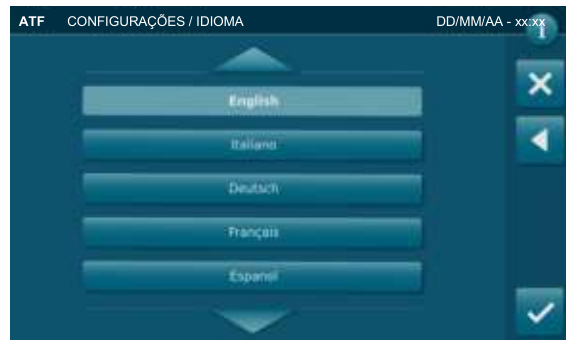 ATF CONFIGURAÇÕES / IDIOMA DD/MM/AA - xx:xx
i
English
Italiano
Deutsch
Français
Espanol